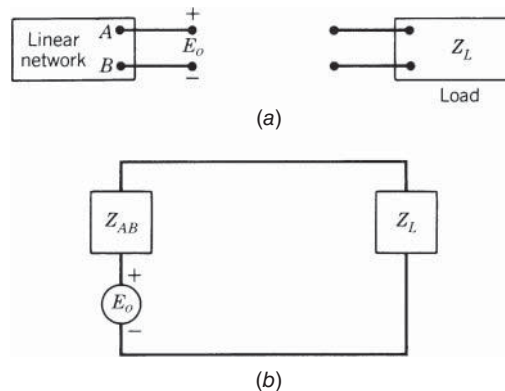 Linear
network
A
B
+
E_o
−
Z_L
Load
(a)
Z_AB
Z_L
+
E_o
−
(b)